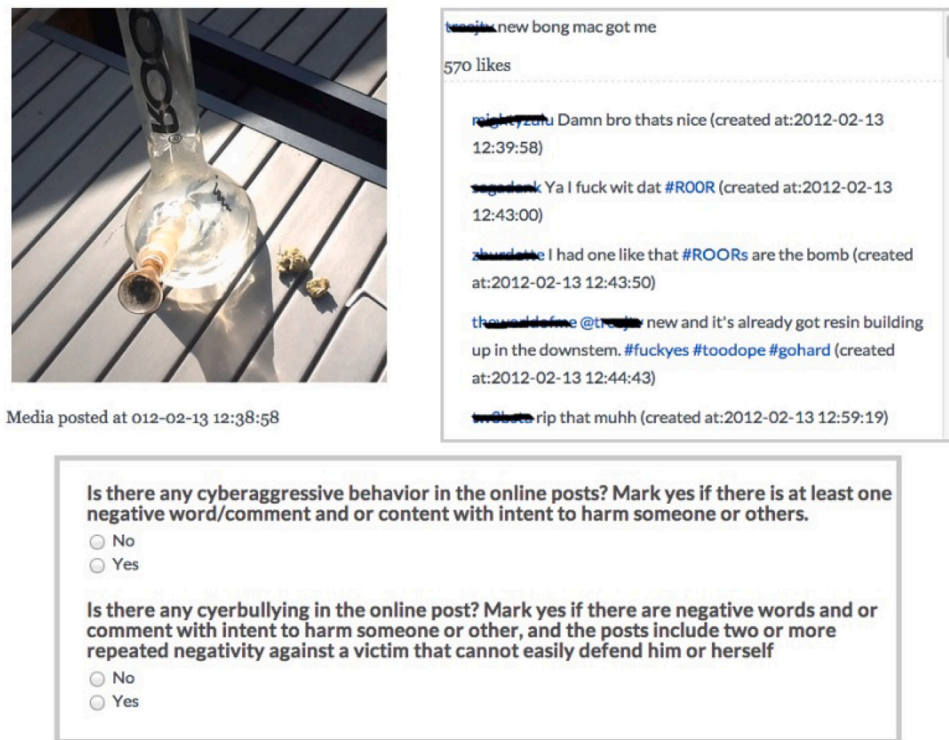 ROOR
new bong mac got me
570 likes
Damn bro thats nice (created at:2012-02-13
12:39:58)
Ya I fuck wit dat #R00R (created at:2012-02-13
12:43:00)
I had one like that #ROORs are the bomb (created
at:2012-02-13 12:43:50)
new and it's already got resin building
up in the downstem. #fuckyes #toodope #gohard (created
at:2012-02-13 12:44:43)
rip that muhh (created at:2012-02-13 12:59:19)
Media posted at 012-02-13 12:38:58
Is there any cyberaggressive behavior in the online posts? Mark yes if there is at least one
negative word/comment and or content with intent to harm someone or others.
No
Yes
Is there any cyerbullying in the online post? Mark yes if there are negative words and or
comment with intent to harm someone or other, and the posts include two or more
repeated negativity against a victim that cannot easily defend him or herself
No
Yes